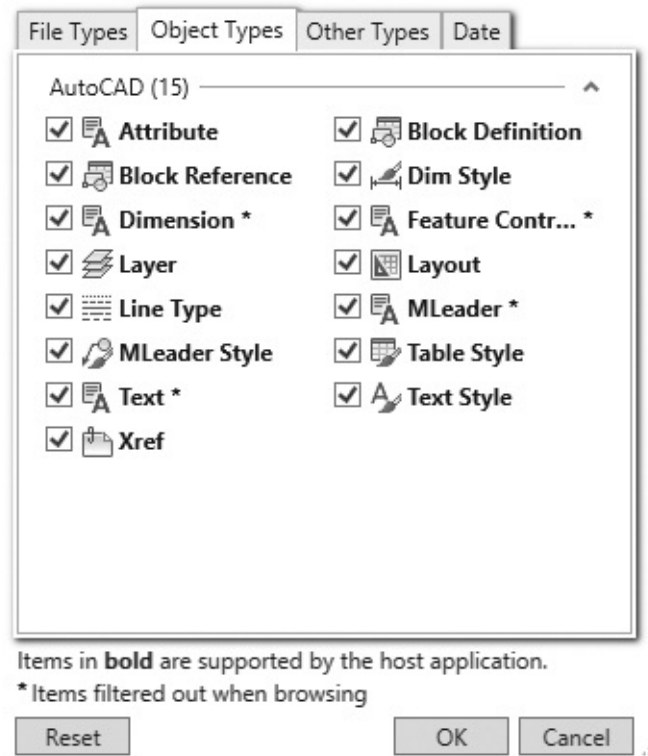 File Types Object Types Other Types Date
AutoCAD (15)
Attribute Block Definition
Block Reference Dim Style
Dimension * Feature Contr... *
Layer Layout
Line Type MLeader *
MLeader Style Table Style
Text * Text Style
Xref
Items in bold are supported by the host application.
* Items filtered out when browsing
Reset OK Cancel